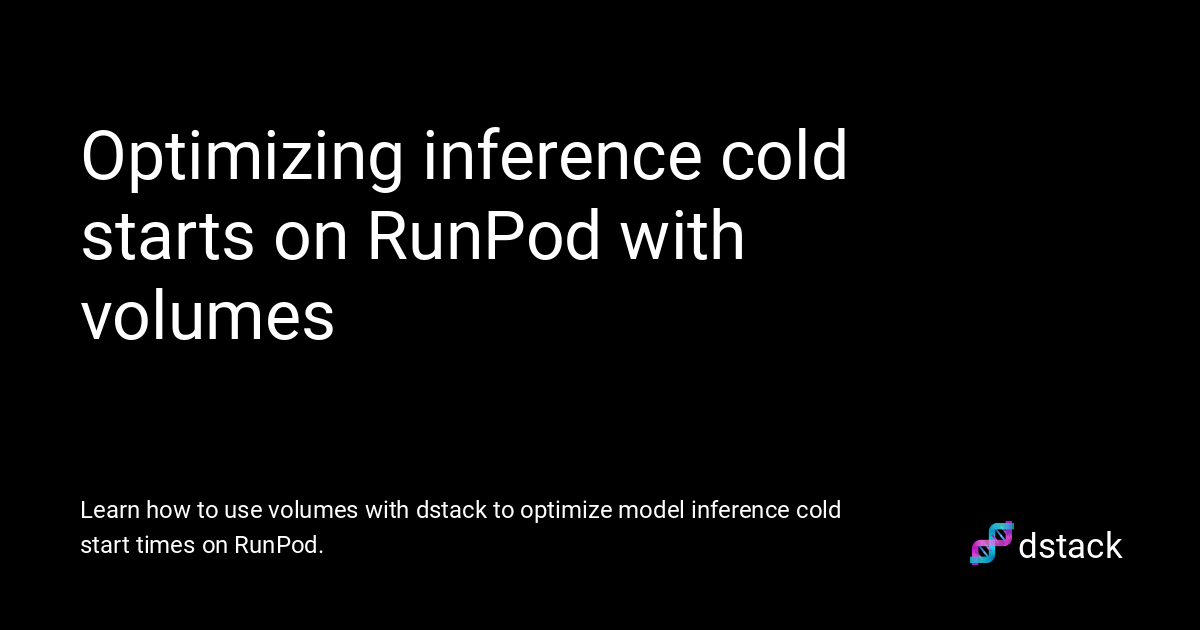 Optimizing inference cold
starts on RunPod with
volumes
Learn how to use volumes with dstack to optimize model inference cold
start times on RunPod.
dstack